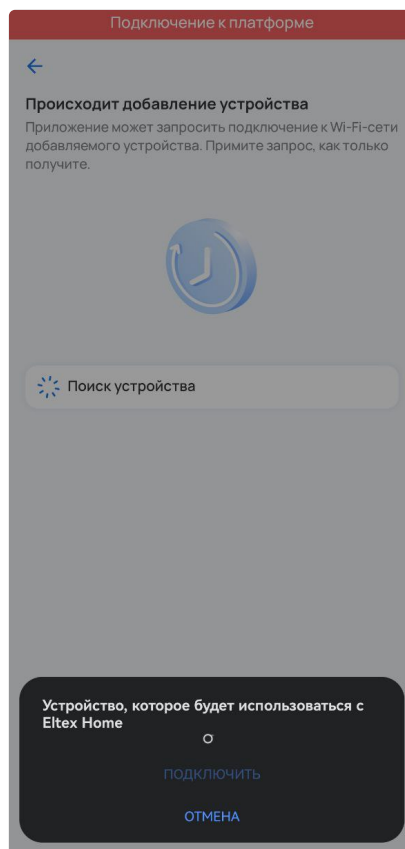 Подключение к платформе
Происходит добавление устройства
Приложение может запросить подключение к Wi-Fi-сети
добавляемого устройства. Примите запрос, как только
получите.
Поиск устройства
Устройство, которое будет использоваться с
Eltex Home
ПОДКЛЮЧИТЬ
ОТМЕНА